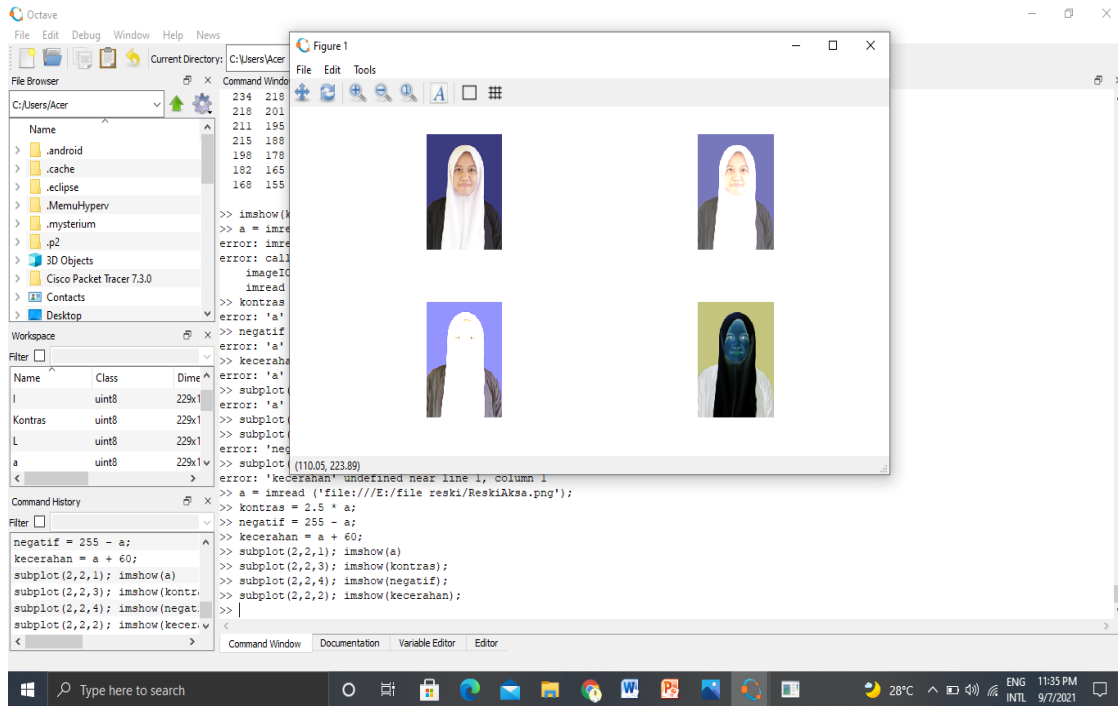 Octave
File Edit Debug Window Help News
Current Directory: C:\Users\Acer
File Browser
C:/Users/Acer
Name
.android
.cache
.eclipse
.MemuHyperv
.mysterium
.p2
3D Objects
Cisco Packet Tracer 7.3.0
Contacts
Desktop
Workspace
Filter
Name Class Dime
I uint8 229x1
Kontras uint8 229x1
L uint8 229x1
a uint8 229x1
Command History
Filter
negatif = 255 - a;
kecerahan = a + 60;
subplot(2,2,1); imshow(a)
subplot(2,2,3); imshow(kontra
subplot(2,2,4); imshow(negat
subplot(2,2,2); imshow(kecera
Command Windo
234 218
218 201
211 195
215 188
198 178
182 165
168 155
>> imshow(k
>> a = imre
error: imre
error: call
imageIO
imread
>> kontras
error: 'a'
>> negatif
error: 'a'
>> keceraha
error: 'a'
>> subplot(
error: 'a'
>> subplot(
>> subplot(
error: 'neg
>> subplot(
error: 'kecerahan' undefined near line 1, column 1
>> a = imread ('file:///E:/file reski/ReskiAksa.png');
>> kontras = 2.5 * a;
>> negatif = 255 - a;
>> kecerahan = a + 60;
>> subplot(2,2,1); imshow(a)
>> subplot(2,2,3); imshow(kontras);
>> subplot(2,2,4); imshow(negatif);
>> subplot(2,2,2); imshow(kecerahan);
>>
Command Window Documentation Variable Editor Editor
Figure 1
File Edit Tools
A
(110.05, 223.89)
Type here to search
28°C
ENG
INTL
11:35 PM
9/7/2021